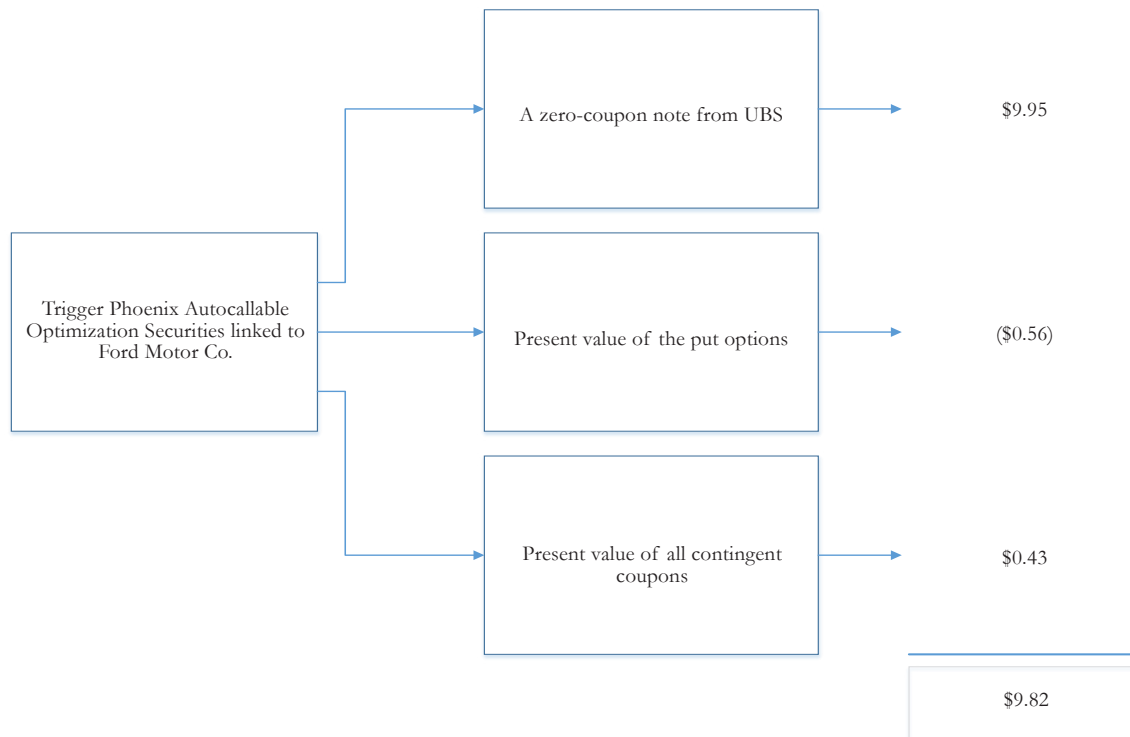 A zero-coupon note from UBS
$9.95
Trigger Phoenix Autocallable
Optimization Securities linked to
Ford Motor Co.
Present value of the put options
($0.56)
Present value of all contingent
coupons
$0.43
$9.82